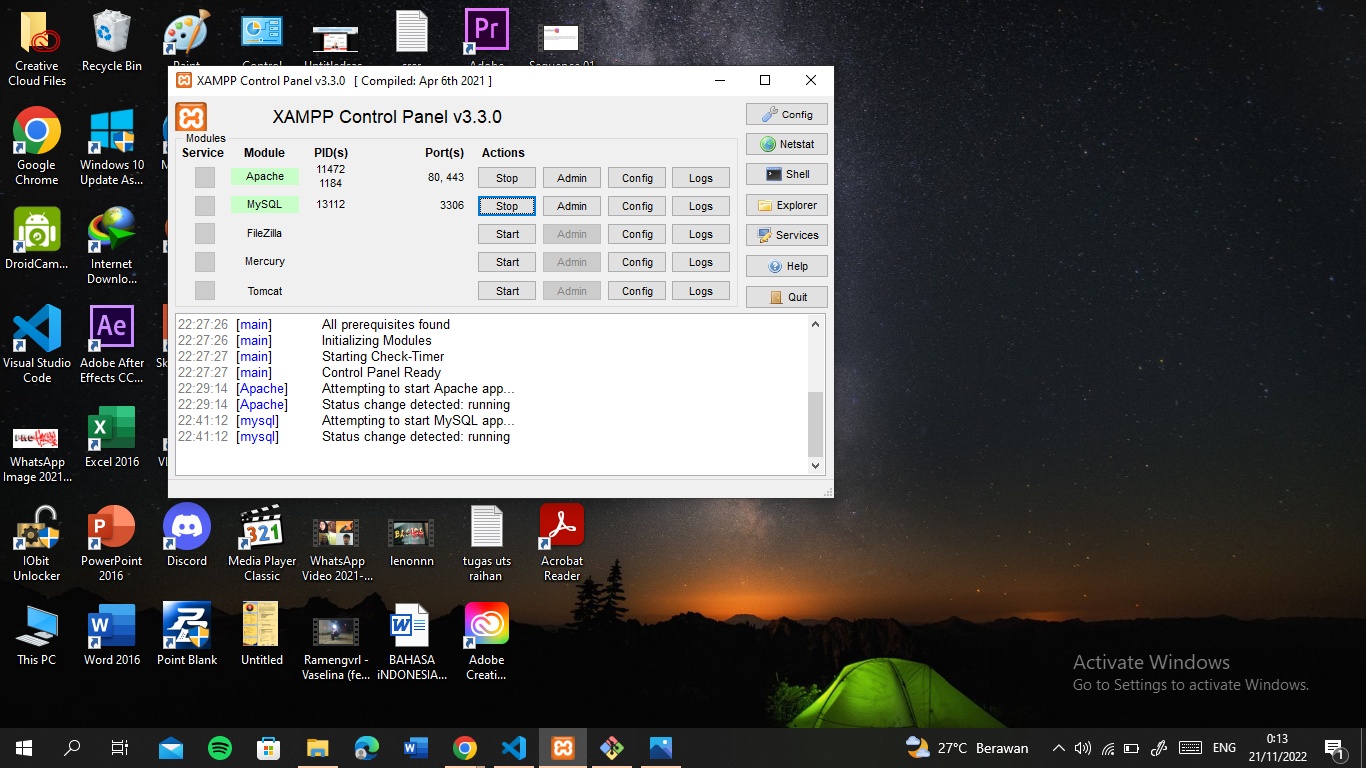 Creative
Cloud Files
Recycle Bin
Pr
XAMPP Control Panel v3.3.0 [ Compiled: Apr 6th 2021 ]
XAMPP Control Panel v3.3.0
Config
Modules
Service Module PID(s) Port(s) Actions
Netstat
Apache 11472
1184 80, 443 Stop Admin Config Logs
Shell
MySQL 13112 3306 Stop Admin Config Logs
Explorer
FileZilla Start Admin Config Logs
Services
Mercury Start Admin Config Logs
Help
Tomcat Start Admin Config Logs
Quit
22:27:26 [main] All prerequisites found
22:27:26 [main] Initializing Modules
22:27:27 [main] Starting Check-Timer
22:27:27 [main] Control Panel Ready
22:29:14 [Apache] Attempting to start Apache app...
22:29:14 [Apache] Status change detected: running
22:41:12 [mysql] Attempting to start MySQL app...
22:41:12 [mysql] Status change detected: running
Google
Chrome
Windows 10
Update As...
DroidCam...
Internet
Downlo...
Visual Studio
Code
Ae
Adobe After
Effects CC...
WhatsApp
Image 2021...
X
Excel 2016
IObit
Unlocker
P
PowerPoint
2016
Discord
321
Media Player
Classic
WhatsApp
Video 2021-...
lenonnn
tugas uts
raihan
Acrobat
Reader
This PC
W
Word 2016
Point Blank
Untitled
Ramengvrl -
Vaselina (fe...
W
BAHASA
iNDONESIA...
Adobe
Creati...
Activate Windows
Go to Settings to activate Windows.
W
27°C Berawan
ENG
0:13
21/11/2022
1